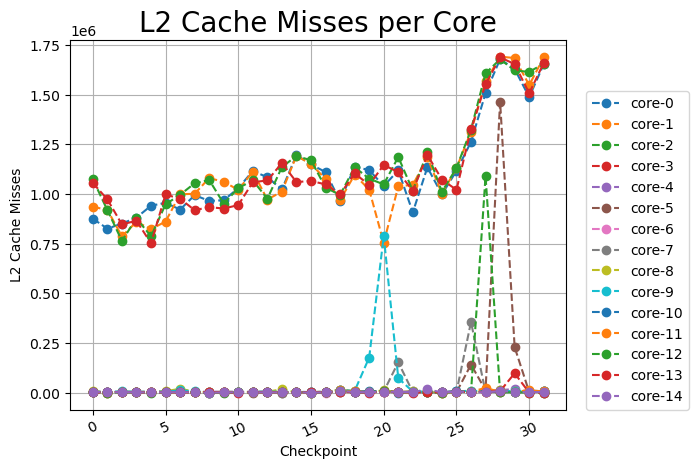 L2 Cache Misses per Core
1e6
1.75
1.50
1.25
1.00
0.75
0.50
0.25
0.00
L2 Cache Misses
0
5
10
15
20
25
30
Checkpoint
core-0
core-1
core-2
core-3
core-4
core-5
core-6
core-7
core-8
core-9
core-10
core-11
core-12
core-13
core-14